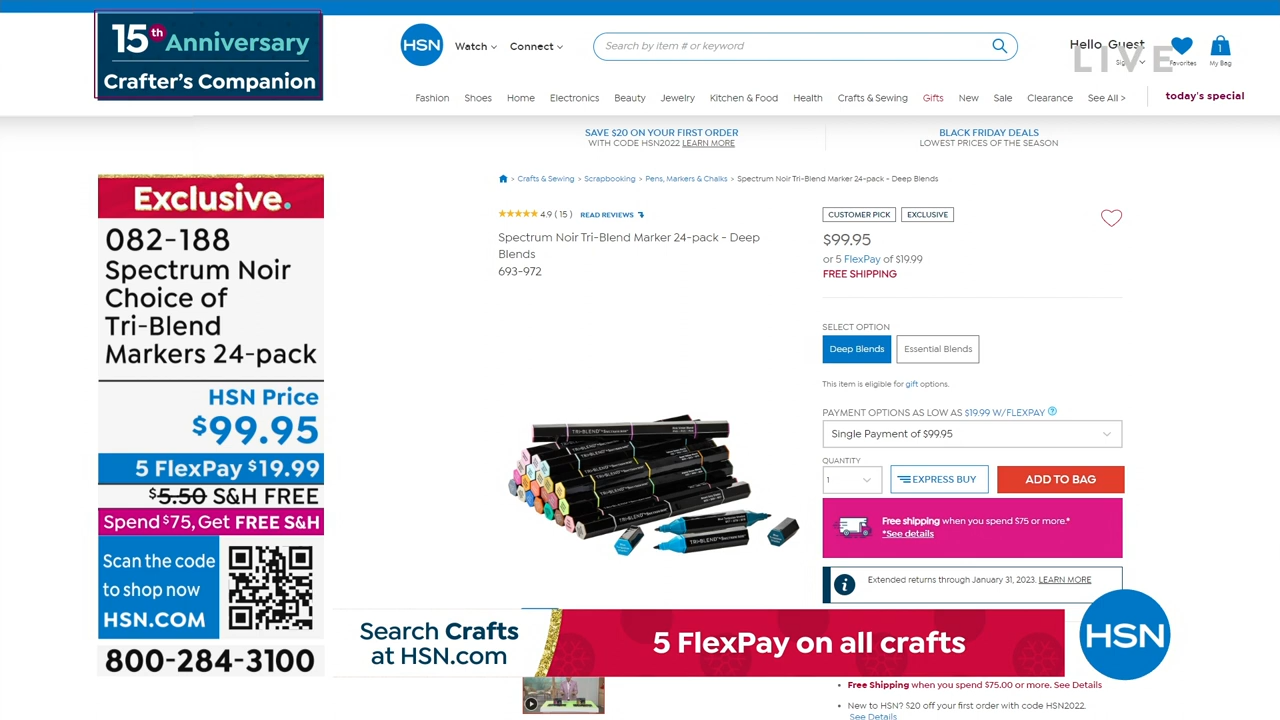 15th Anniversary
Crafter's Companion
HSN
Watch
Connect
Search by item # or keyword
Hello, Guest
LIVE
Favorites
1
My Bag
Fashion
Shoes
Home
Electronics
Beauty
Jewelry
Kitchen & Food
Health
Crafts & Sewing
Gifts
New
Sale
Clearance
See All >
today's special
SAVE $20 ON YOUR FIRST ORDER
WITH CODE HSN2022 LEARN MORE
BLACK FRIDAY DEALS
LOWEST PRICES OF THE SEASON
> Crafts & Sewing > Scrapbooking > Pens, Markers & Chalks > Spectrum Noir Tri-Blend Marker 24-pack - Deep Blends
Exclusive.
082-188
Spectrum Noir
Choice of
Tri-Blend
Markers 24-pack
HSN Price
$99.95
5 FlexPay $19.99
$5.50 S&H FREE
Spend $75, Get FREE S&H
Scan the code
to shop now
HSN.COM
800-284-3100
4.9 ( 15 ) READ REVIEWS
Spectrum Noir Tri-Blend Marker 24-pack - Deep
Blends
693-972
TRI-BLEND
TRI-BLEND
CUSTOMER PICK
EXCLUSIVE
$99.95
or 5 FlexPay of $19.99
FREE SHIPPING
SELECT OPTION
Deep Blends
Essential Blends
This item is eligible for gift options.
PAYMENT OPTIONS AS LOW AS $19.99 W/FLEXPAY ?
Single Payment of $99.95
QUANTITY
1
EXPRESS BUY
ADD TO BAG
Free shipping when you spend $75 or more.*
*See details
i
Extended returns through January 31, 2023. LEARN MORE
Search Crafts
at HSN.com
5 FlexPay on all crafts
HSN
Free Shipping when you spend $75.00 or more. See Details
New to HSN? $20 off your first order with code HSN2022.
See Details